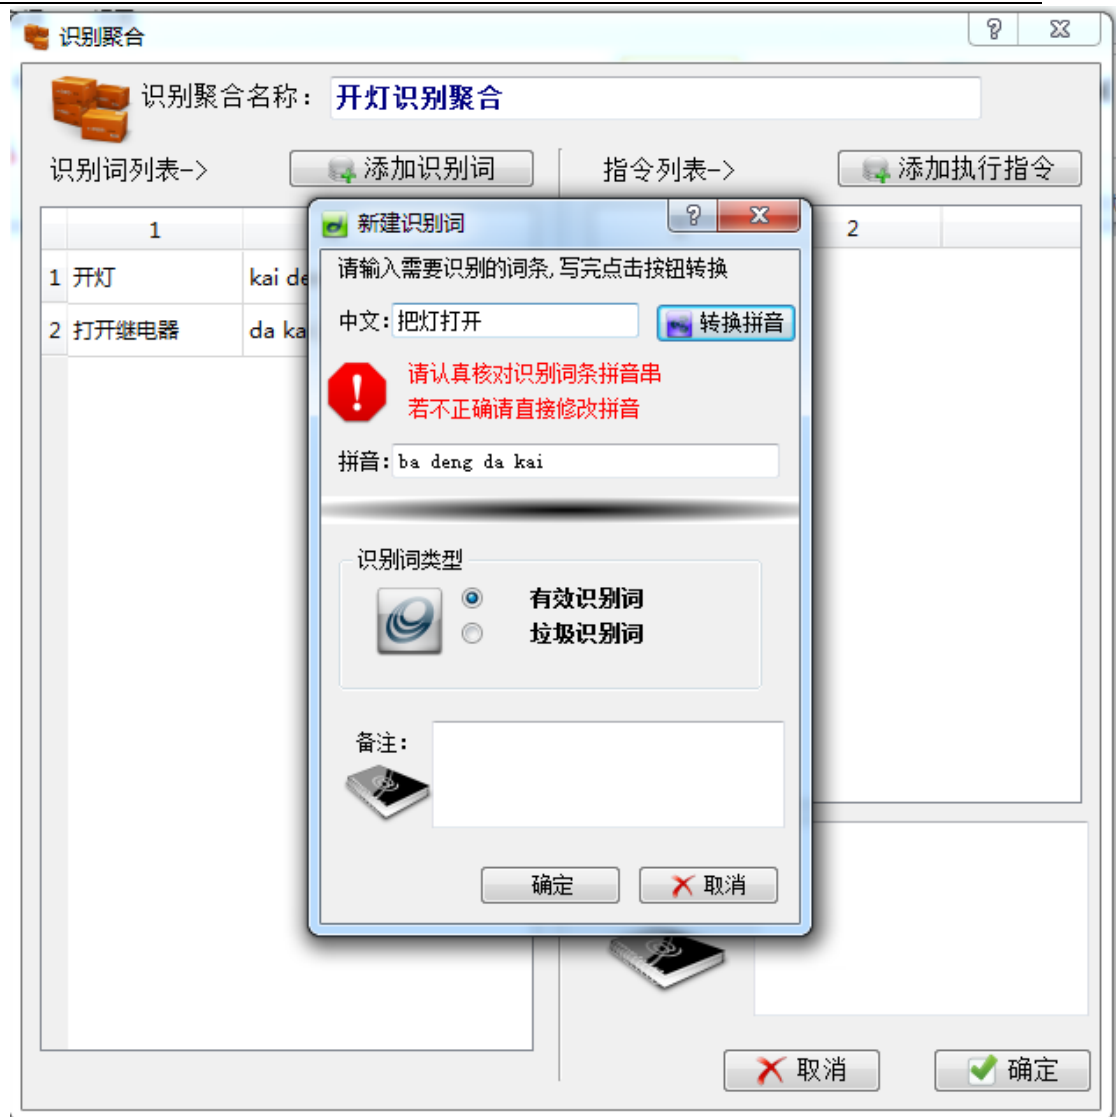 识别聚合
识别聚合名称： 开灯识别聚合
识别词列表-> 添加识别词 指令列表-> 添加执行指令
1 2
1 开灯 kai de
2 打开继电器 da ka
新建识别词
请输入需要识别的词条,写完点击按钮转换
中文: 把灯打开 转换拼音
请认真核对识别词条拼音串
若不正确请直接修改拼音
拼音: ba deng da kai
识别词类型
有效识别词
垃圾识别词
备注：
确定 取消
取消 确定